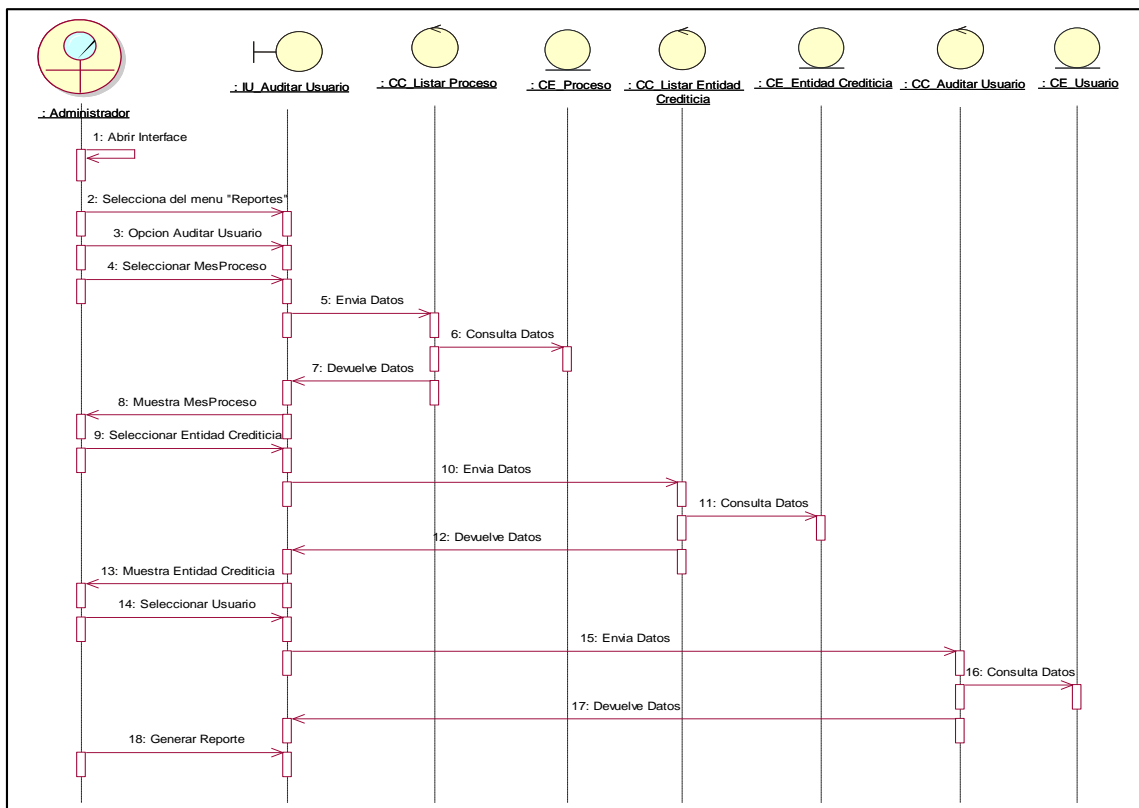 : Administrador
: IU_Auditar Usuario
: CC_Listar Proceso
: CE_Proceso
: CC_Listar Entidad
Crediticia
: CE_Entidad Crediticia
: CC_Auditar Usuario
: CE_Usuario
1: Abrir Interface
2: Selecciona del menu "Reportes"
3: Opcion Auditar Usuario
4: Seleccionar MesProceso
5: Envia Datos
6: Consulta Datos
7: Devuelve Datos
8: Muestra MesProceso
9: Seleccionar Entidad Crediticia
10: Envia Datos
11: Consulta Datos
12: Devuelve Datos
13: Muestra Entidad Crediticia
14: Seleccionar Usuario
15: Envia Datos
16: Consulta Datos
17: Devuelve Datos
18: Generar Reporte